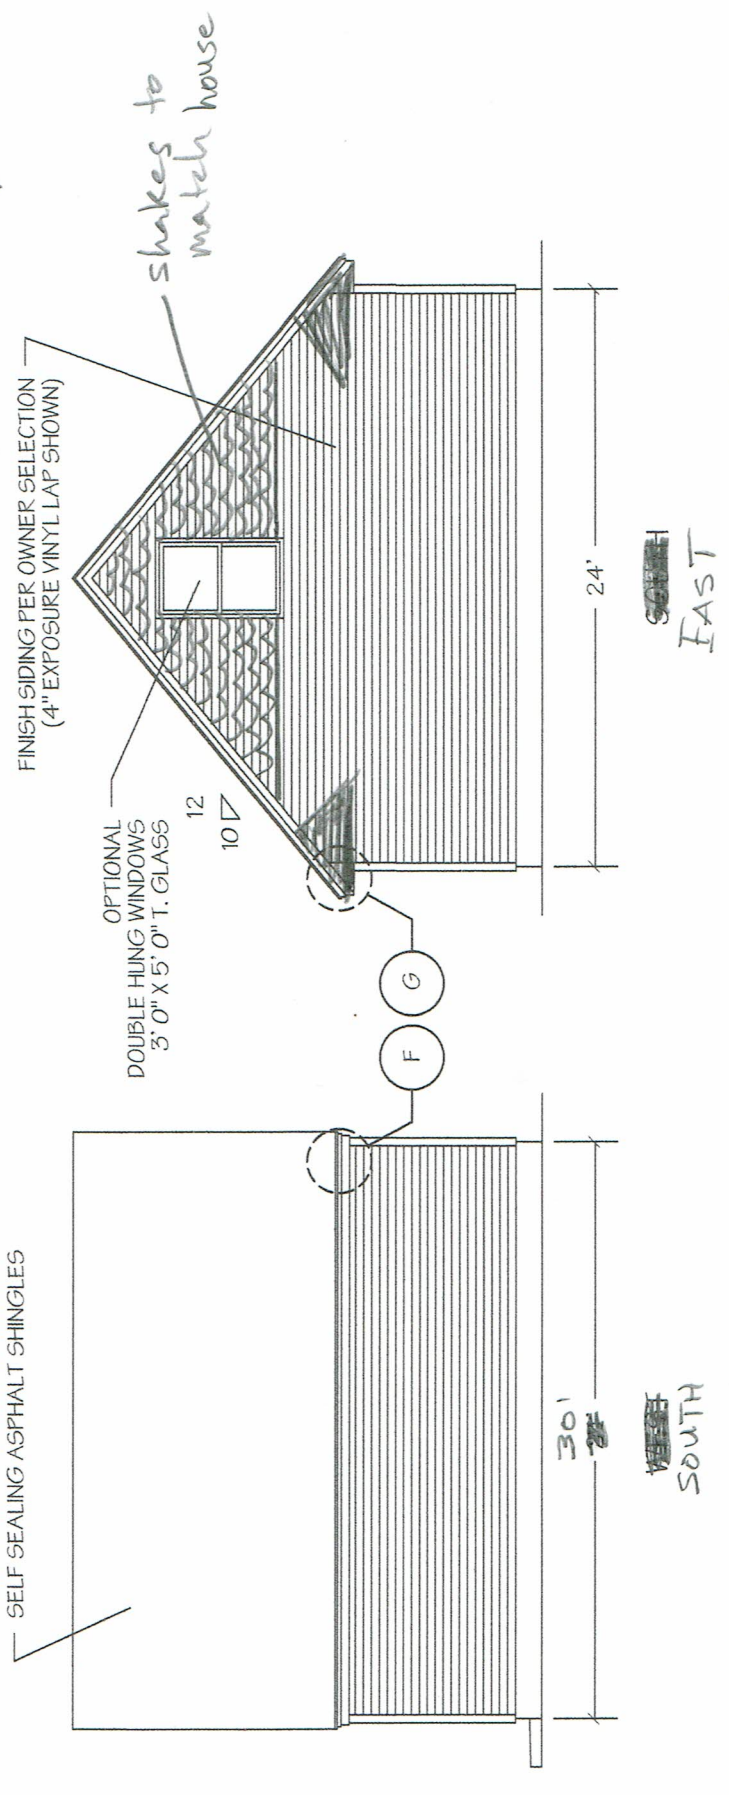 SELF SEALING ASPHALT SHINGLES
30'
SOUTH
F
G
OPTIONAL
DOUBLE HUNG WINDOWS
3' 0" X 5' 0" T. GLASS
12
10
FINISH SIDING PER OWNER SELECTION
(4" EXPOSURE VINYL LAP SHOWN)
shakes to
match house
24'
EAST